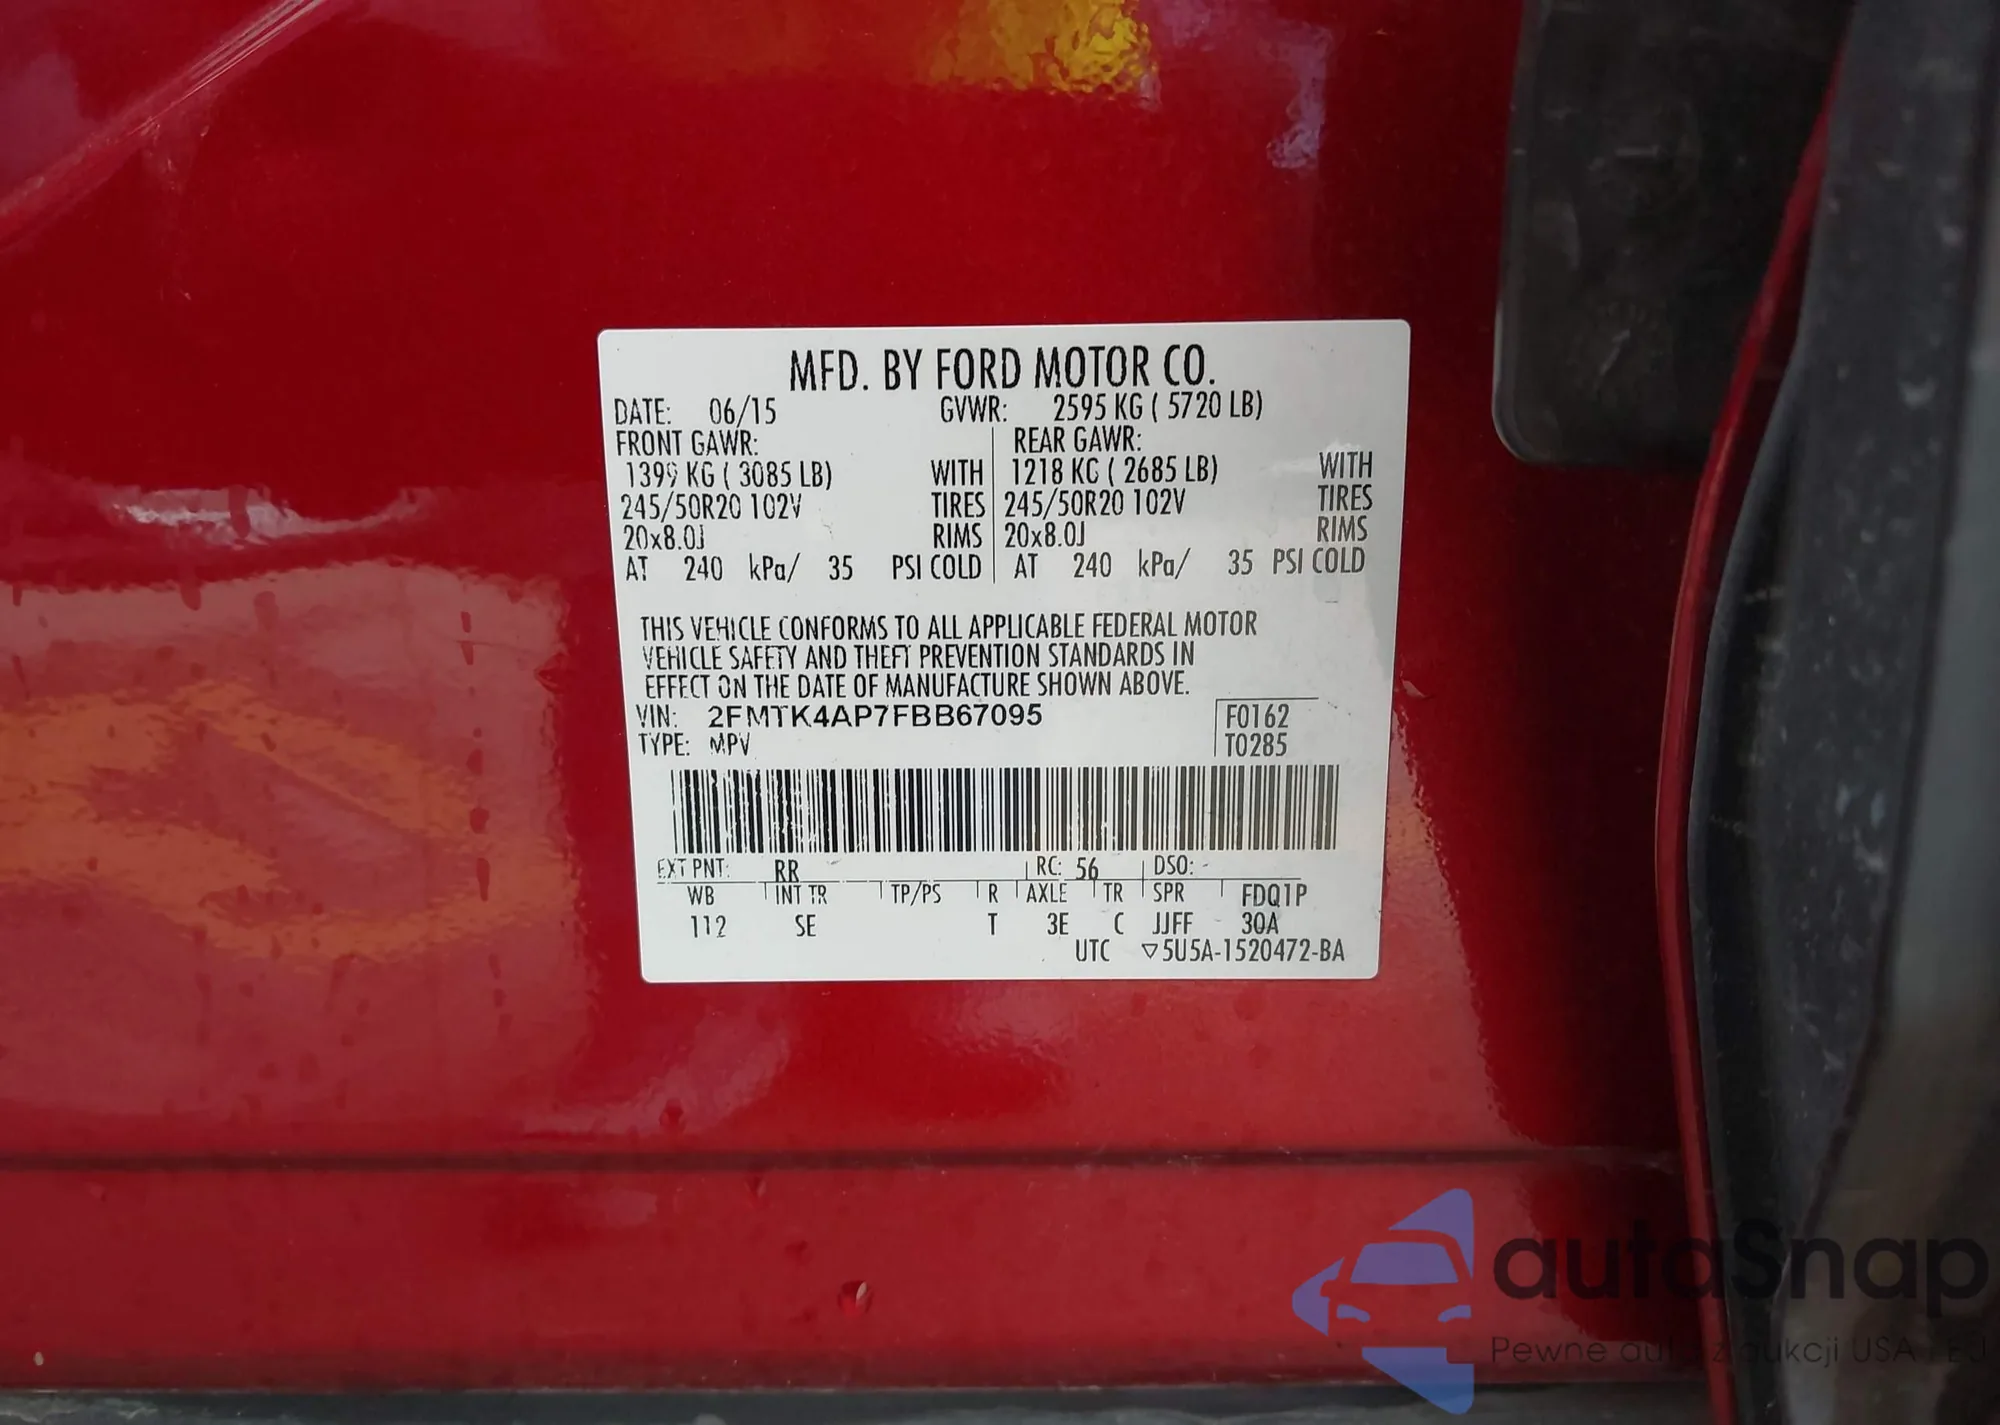 MFD. BY FORD MOTOR CO.
DATE: 06/15 GVWR: 2595 KG ( 5720 LB)
FRONT GAWR: REAR GAWR:
1399 KG ( 3085 LB) WITH 1218 KG ( 2685 LB) WITH
245/50R20 102V TIRES 245/50R20 102V TIRES
20x8.0J RIMS 20x8.0J RIMS
AT 240 kPa/ 35 PSI COLD AT 240 kPa/ 35 PSI COLD
THIS VEHICLE CONFORMS TO ALL APPLICABLE FEDERAL MOTOR
VEHICLE SAFETY AND THEFT PREVENTION STANDARDS IN
EFFECT ON THE DATE OF MANUFACTURE SHOWN ABOVE.
VIN: 2FMTK4AP7FBB67095 F0162
TYPE: MPV T0285
EXT PNT: RR RC: 56 DSO:
WB INT TR TP/PS R AXLE TR SPR FDQ1P
112 SE T 3E C JJFF 30A
UTC ▽5U5A-1520472-BA
autoSnap
Pewne auta z aukcji USA i EU